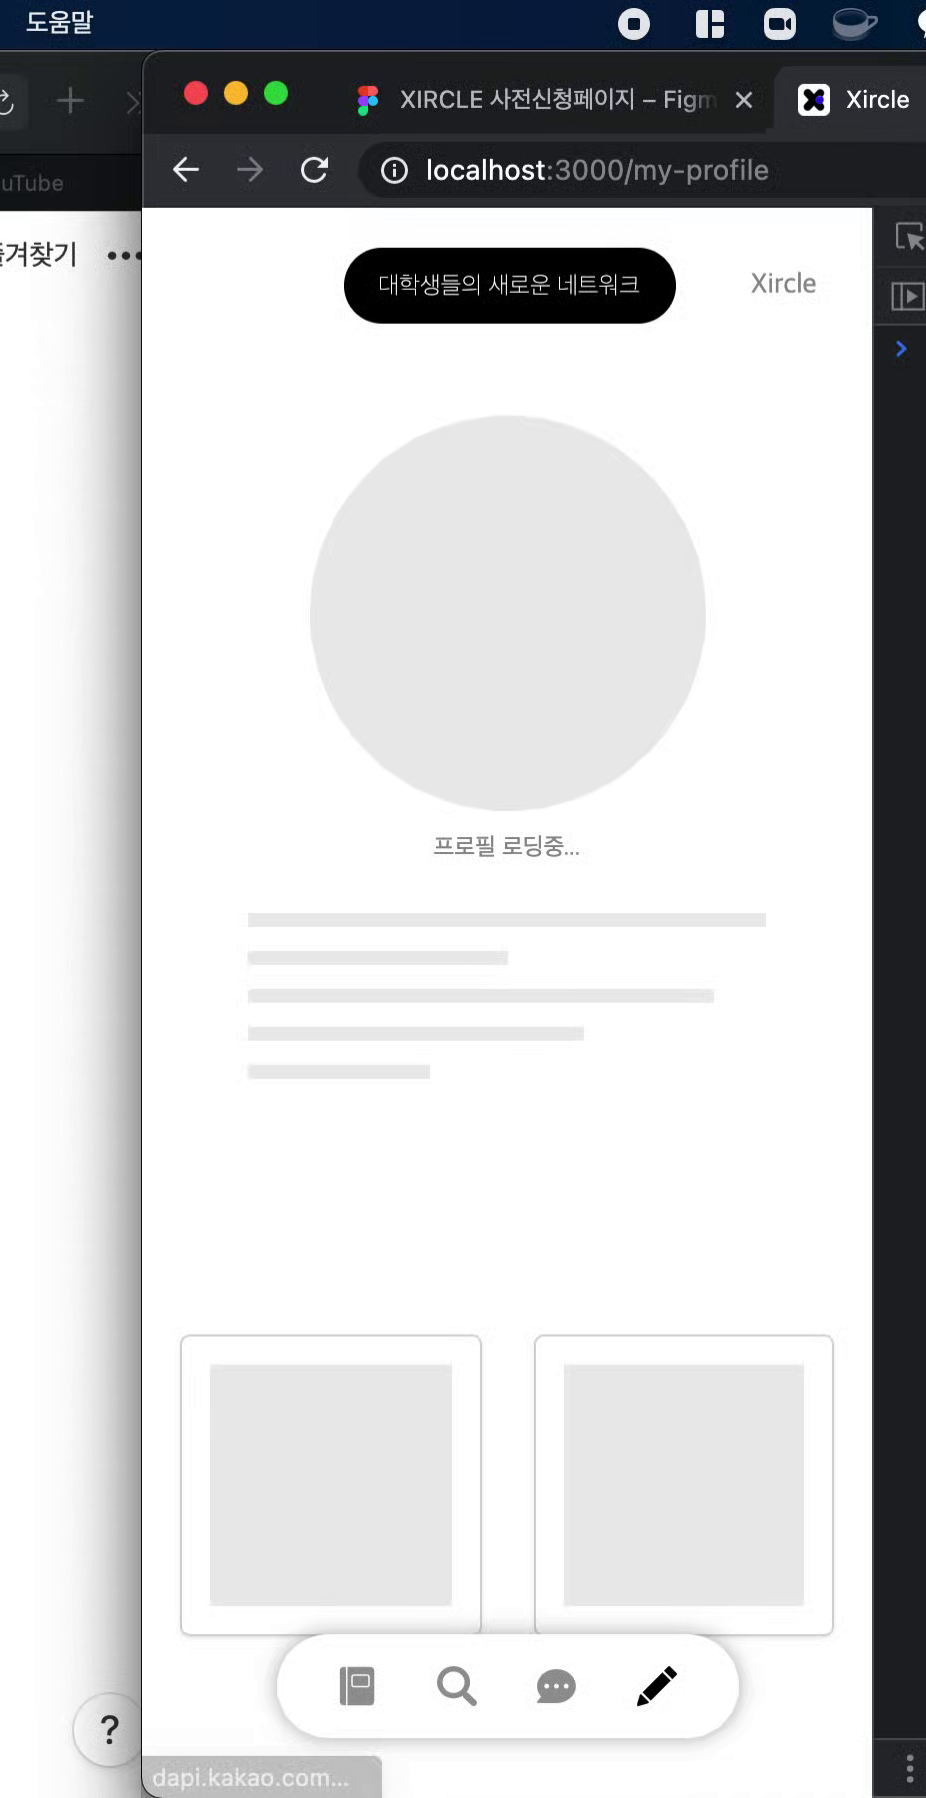 도움말
XIRCLE 사전신청페이지 – Figm
Xircle
uTube
localhost:3000/my-profile
겨찾기
대학생들의 새로운 네트워크
Xircle
프로필 로딩중...
?
dapi.kakao.com...